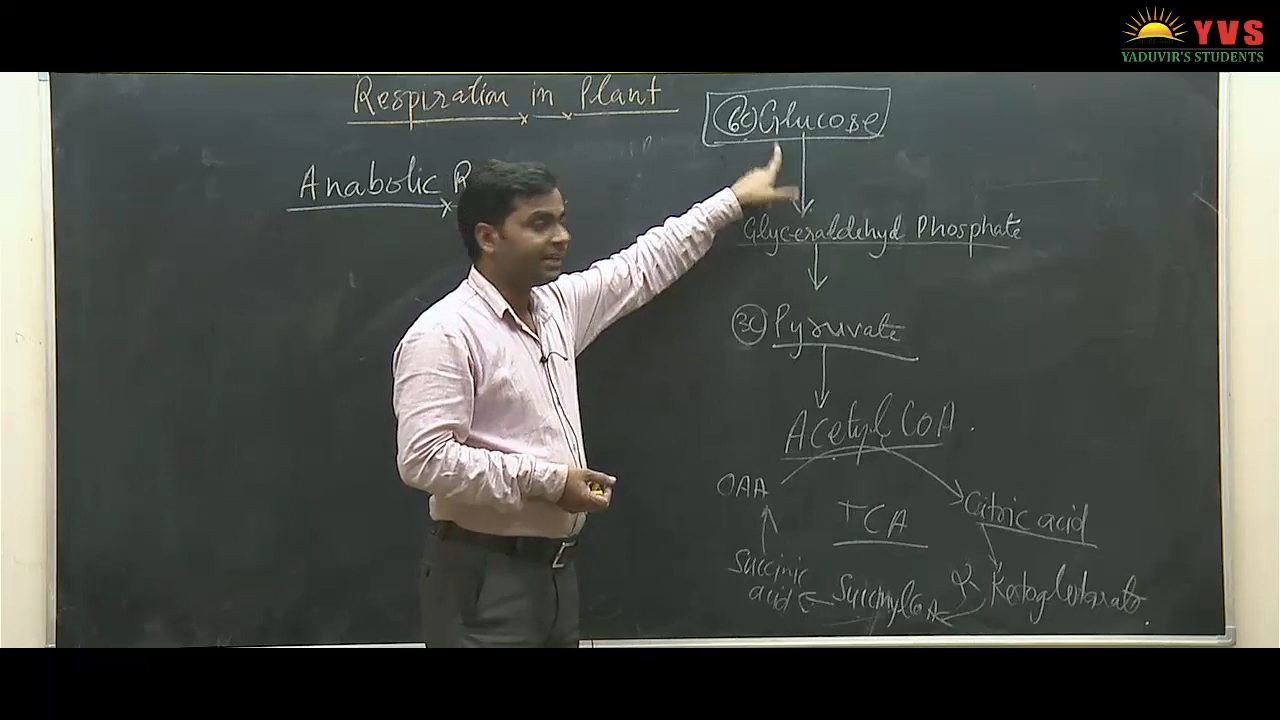 YVS
YADUVIR'S STUDENTS
Respiration in Plant
Anabolic R
(6C) Glucose
Glyceraldehyd Phosphate
(3C) Pyruvate
Acetyl CoA.
OAA
TCA
Citric acid
Succinic
acid
SuccinylCoA
α Ketoglutarate